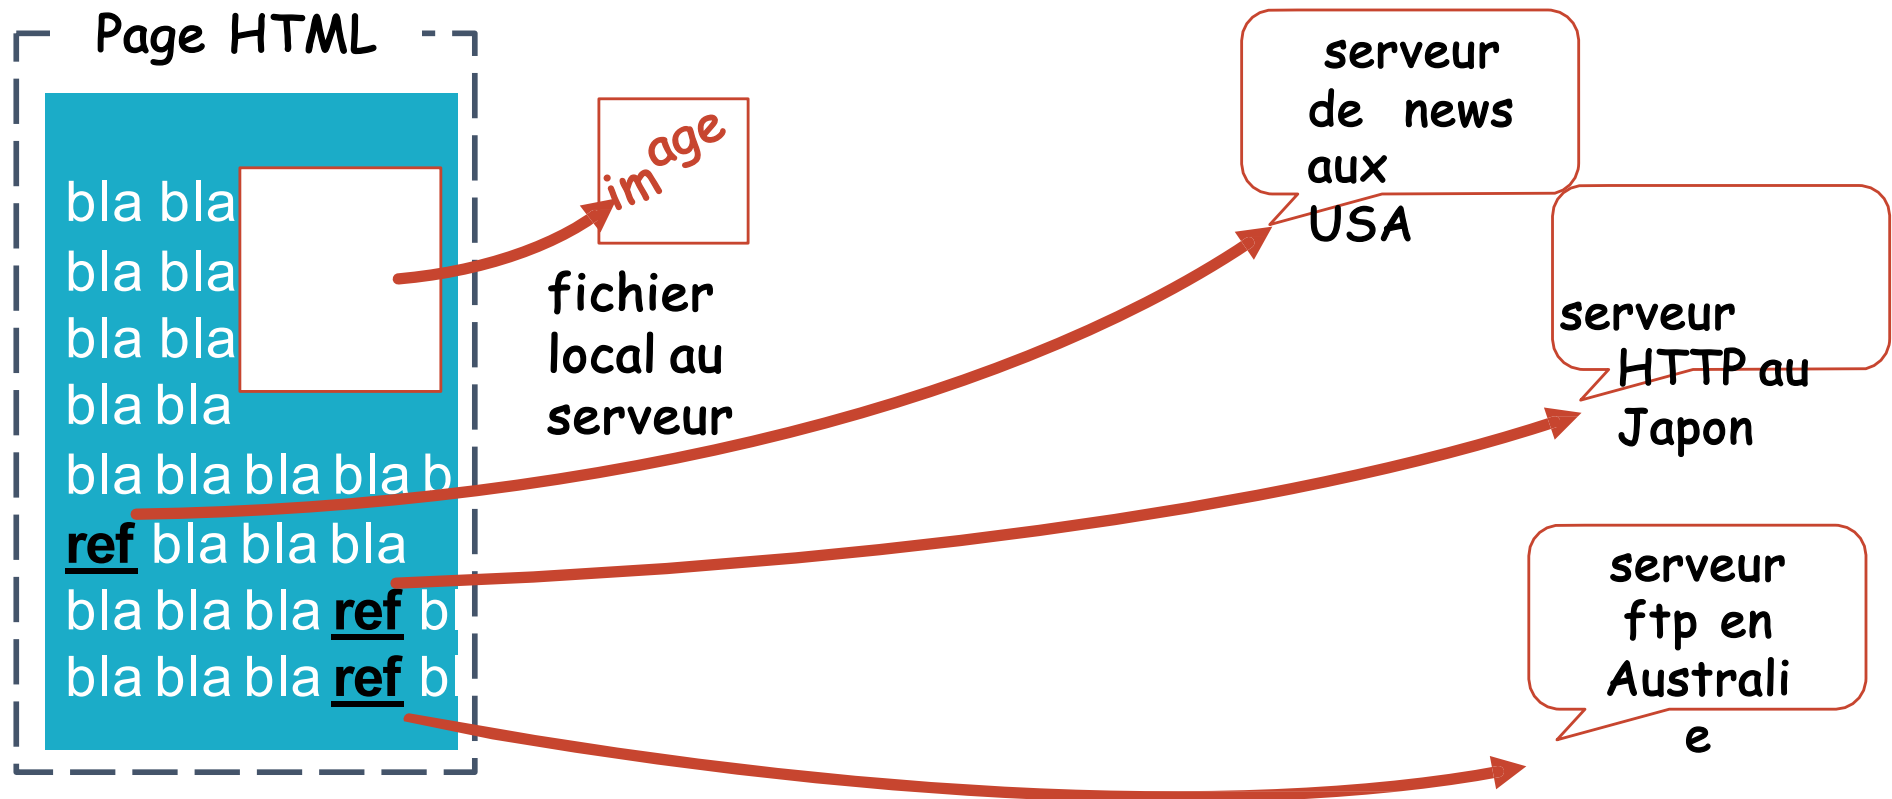 Page HTML
bla bla
bla bla
bla bla
bla bla
bla bla bla bla b
ref bla bla bla
bla bla bla ref b
bla bla bla ref bl
image
fichier
local au
serveur
serveur
de news
aux
USA
serveur
HTTP au
Japon
serveur
ftp en
Australi
e